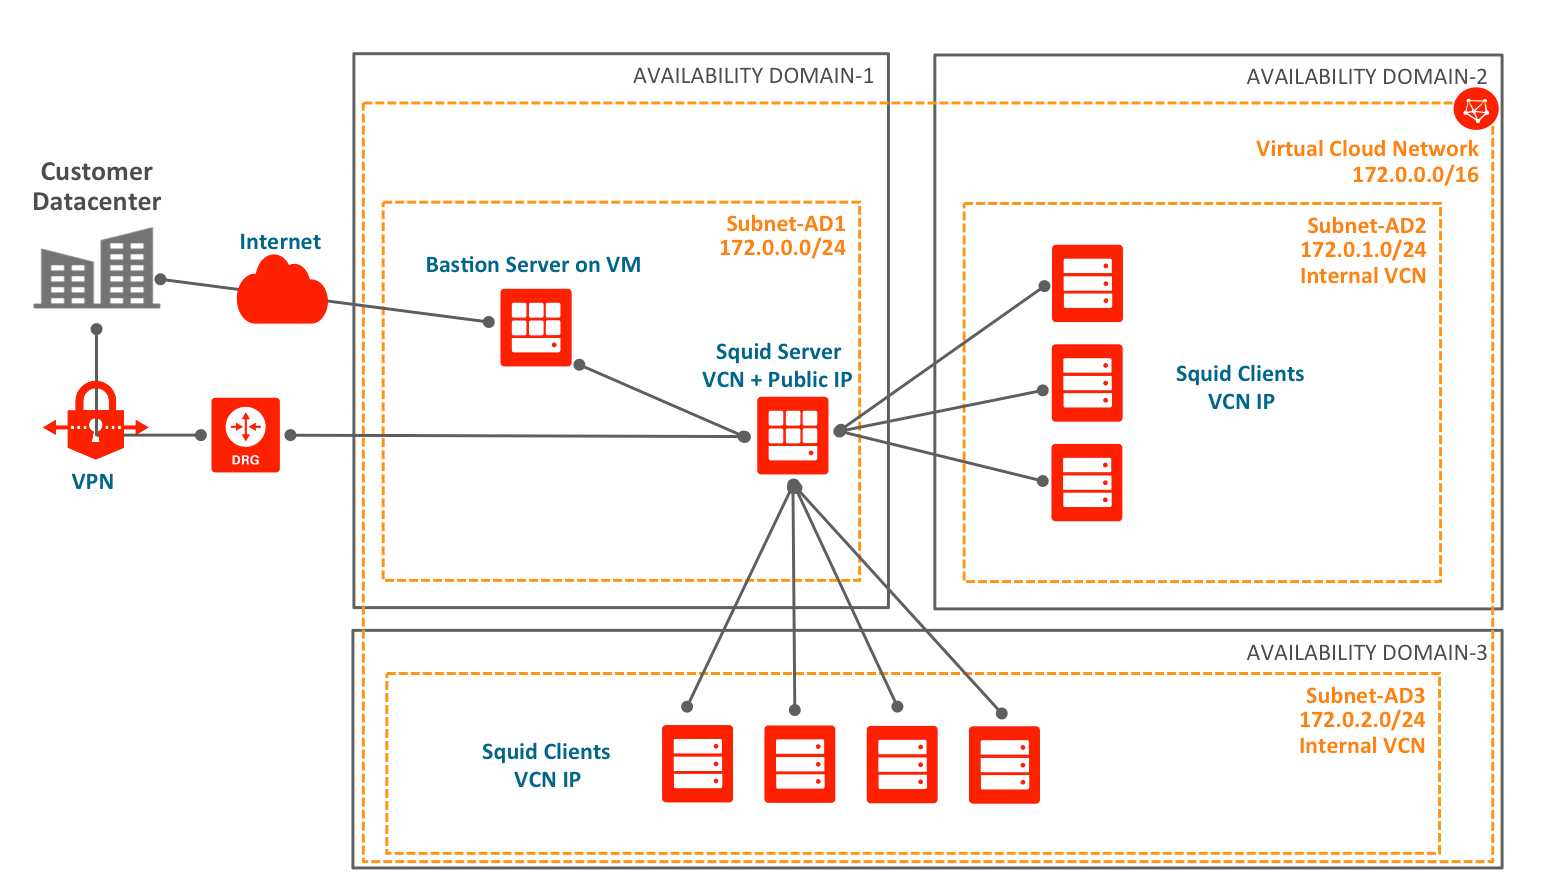 AVAILABILITY DOMAIN-1
AVAILABILITY DOMAIN-2
Virtual Cloud Network
172.0.0.0/16
Customer
Datacenter
Internet
Subnet-AD1
172.0.0.0/24
Bastion Server on VM
Squid Server
VCN + Public IP
Subnet-AD2
172.0.1.0/24
Internal VCN
Squid Clients
VCN IP
DRG
VPN
AVAILABILITY DOMAIN-3
Subnet-AD3
172.0.2.0/24
Internal VCN
Squid Clients
VCN IP